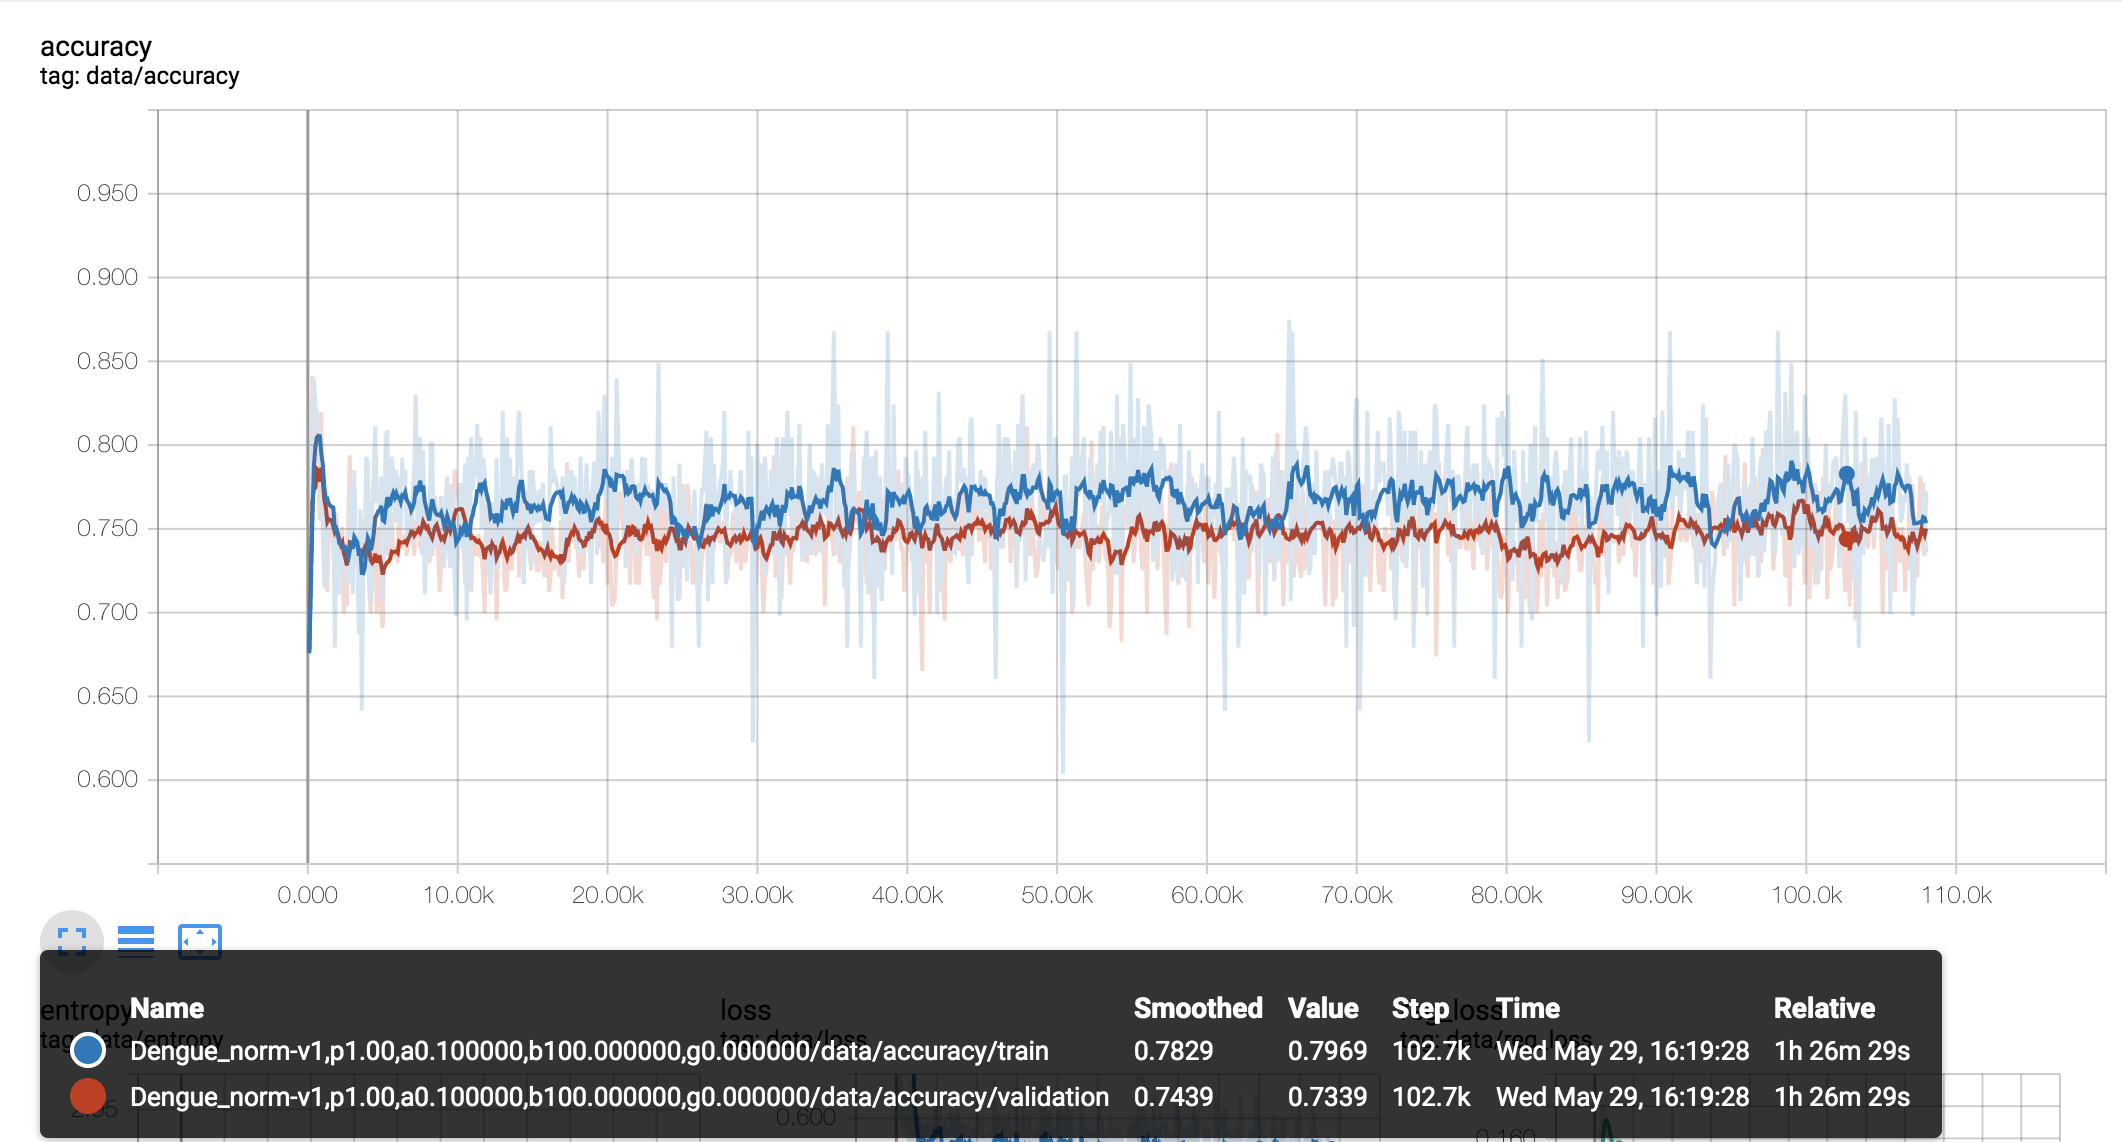 accuracy
tag: data/accuracy
0.950
0.900
0.850
0.800
0.750
0.700
0.650
0.600
0.000 10.00k 20.00k 30.00k 40.00k 50.00k 60.00k 70.00k 80.00k 90.00k 100.0k 110.0k
entropy loss reg_loss
tag: data/entropy tag: data/loss tag: data/reg_loss
Name Smoothed Value Step Time Relative
Dengue_norm-v1,p1.00,a0.100000,b100.000000,g0.000000/data/accuracy/train 0.7829 0.7969 102.7k Wed May 29, 16:19:28 1h 26m 29s
Dengue_norm-v1,p1.00,a0.100000,b100.000000,g0.000000/data/accuracy/validation 0.7439 0.7339 102.7k Wed May 29, 16:19:28 1h 26m 29s
0.600
0.160